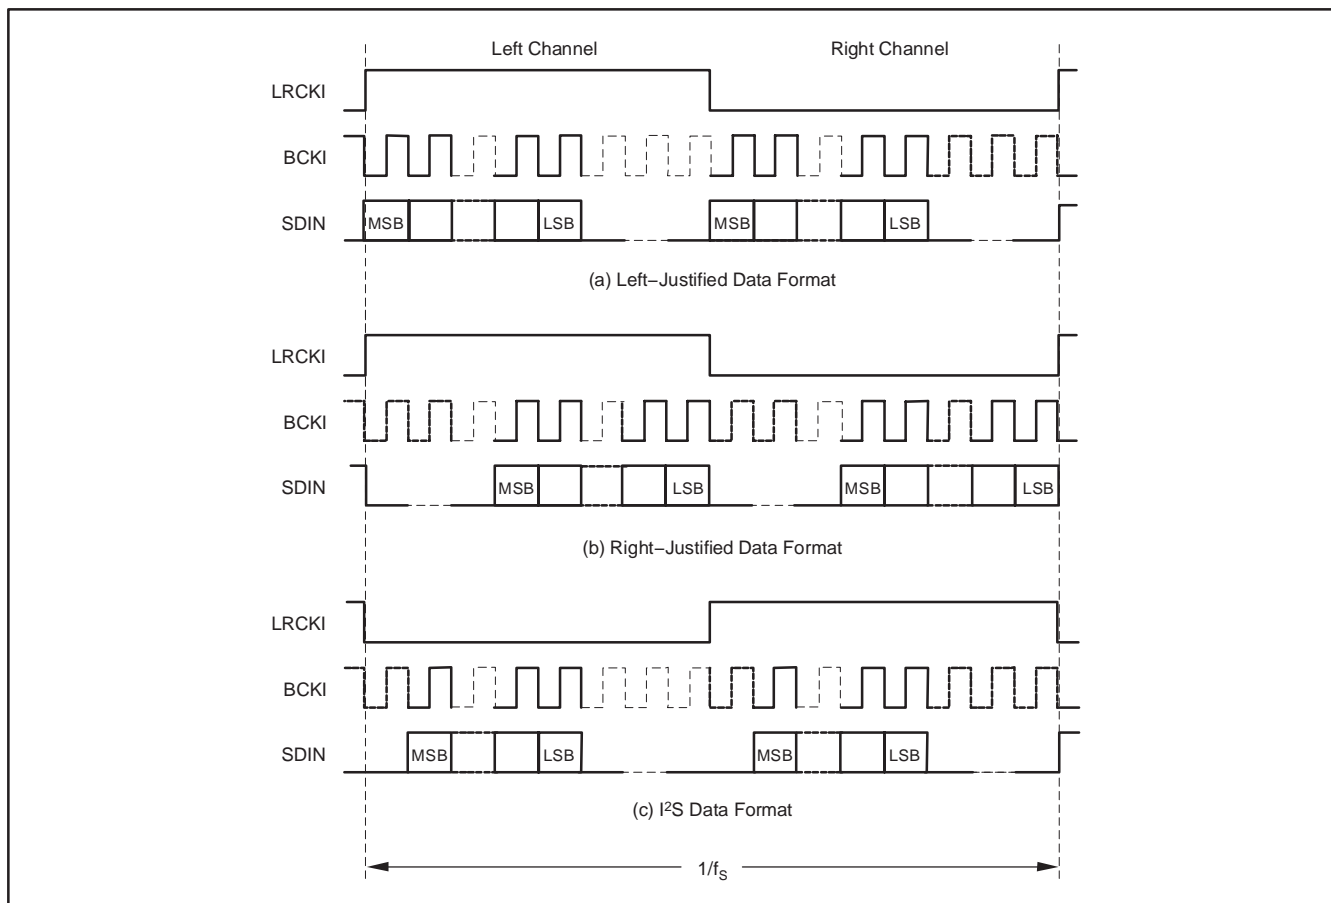 Left Channel Right Channel
LRCKI
BCKI
SDIN MSB LSB MSB LSB
(a) Left−Justified Data Format
LRCKI
BCKI
SDIN MSB LSB MSB LSB
(b) Right−Justified Data Format
LRCKI
BCKI
SDIN MSB LSB MSB LSB
(c) I²S Data Format
1/fS